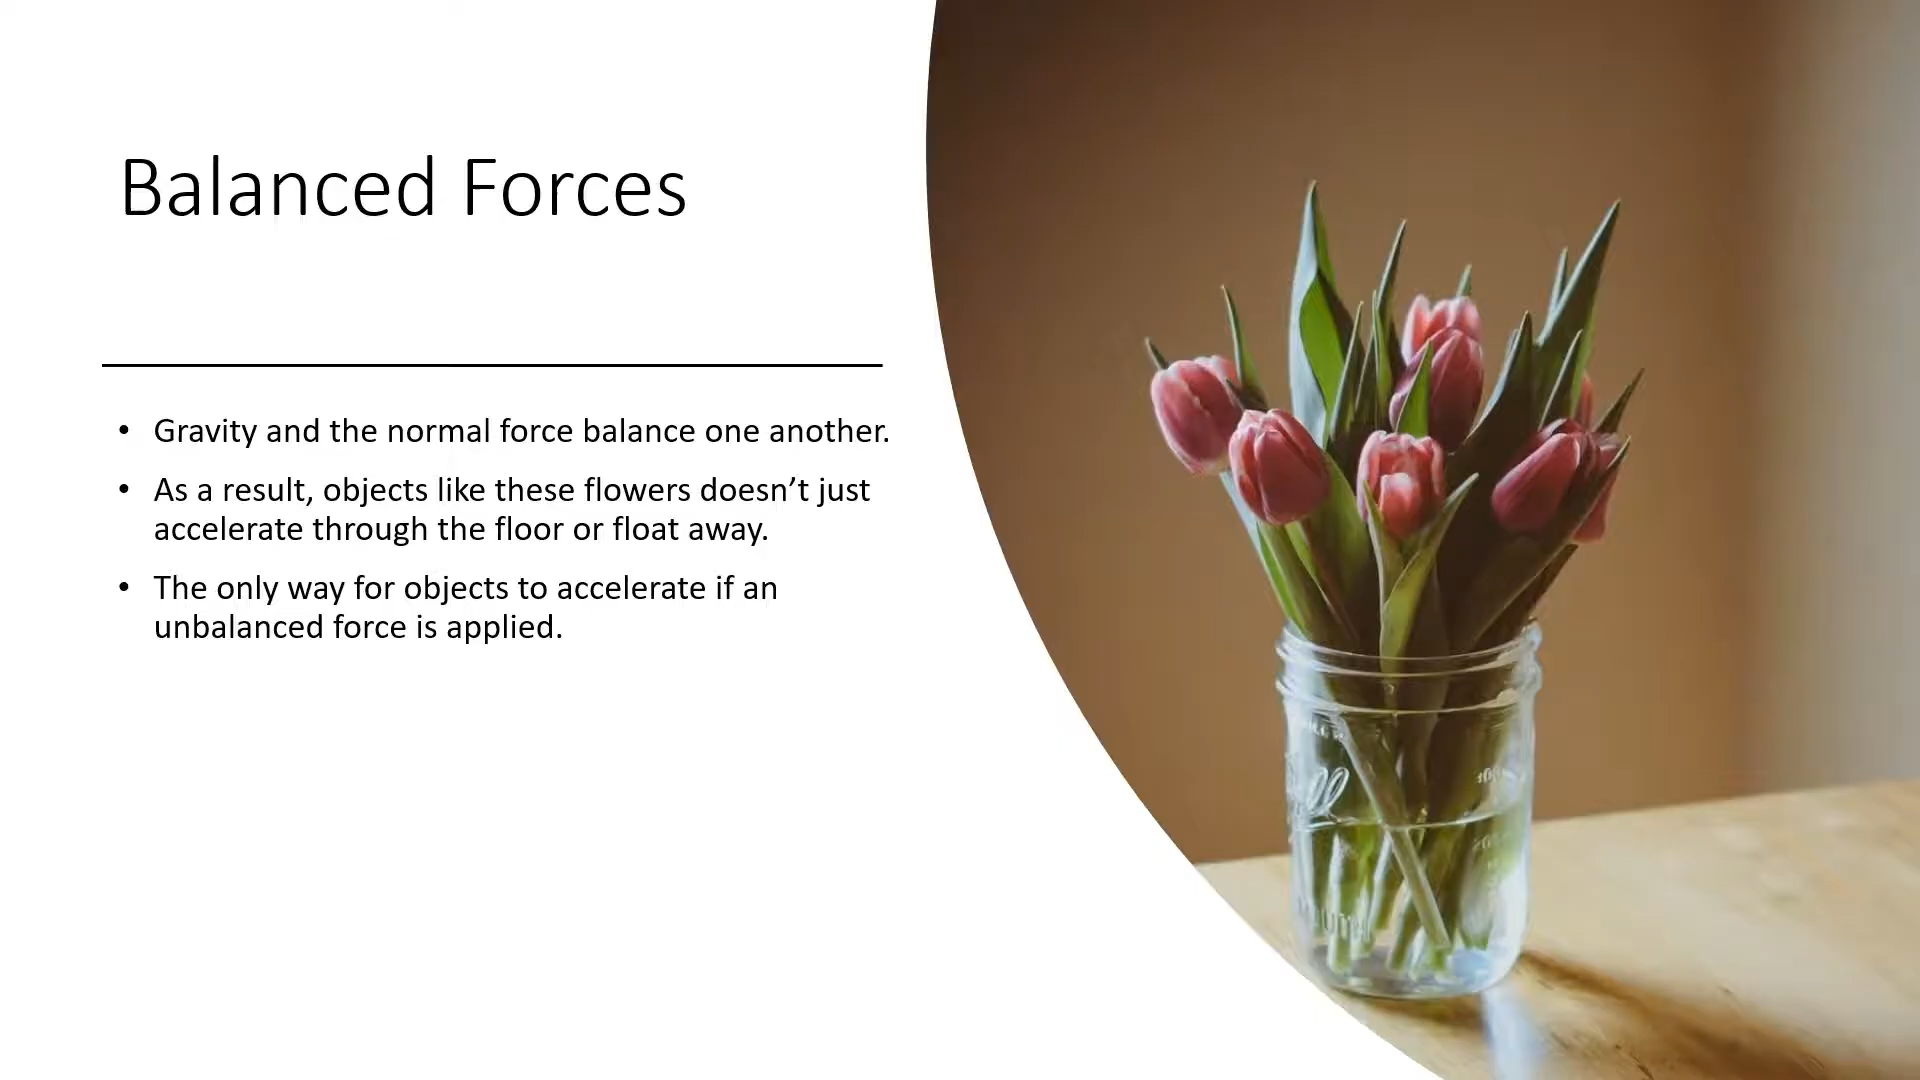 Balanced Forces
• Gravity and the normal force balance one another.
• As a result, objects like these flowers doesn’t just
accelerate through the floor or float away.
• The only way for objects to accelerate if an
unbalanced force is applied.